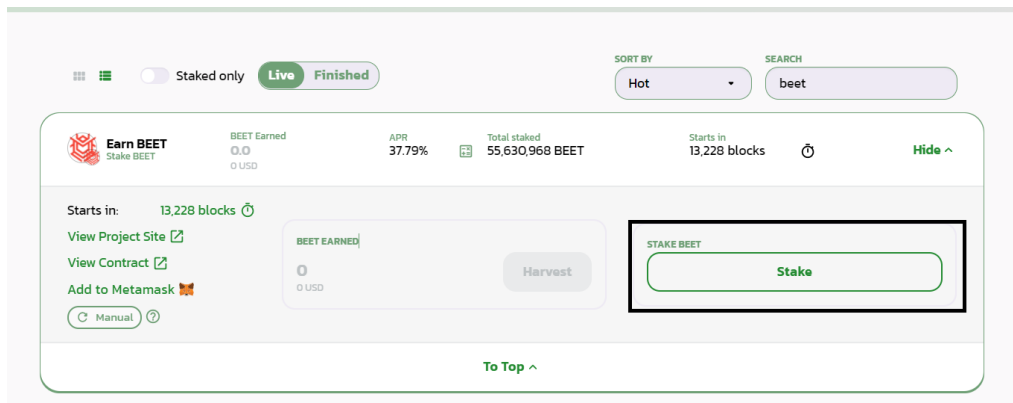 Staked only
Live
Finished
SORT BY
Hot
SEARCH
beet
Earn BEET
Stake BEET
BEET Earned
0.0
0 USD
APR
37.79%
Total staked
55,630,968 BEET
Starts in
13,228 blocks
Hide
Starts in: 13,228 blocks
View Project Site
View Contract
Add to Metamask
Manual
BEET EARNED
0
0 USD
Harvest
STAKE BEET
Stake
To Top